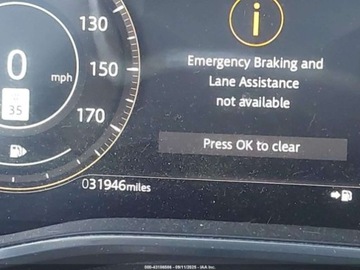 130
Emergency Braking and
Lane Assistance
not available
0
mph
150
35
170
Press OK to clear
031946miles